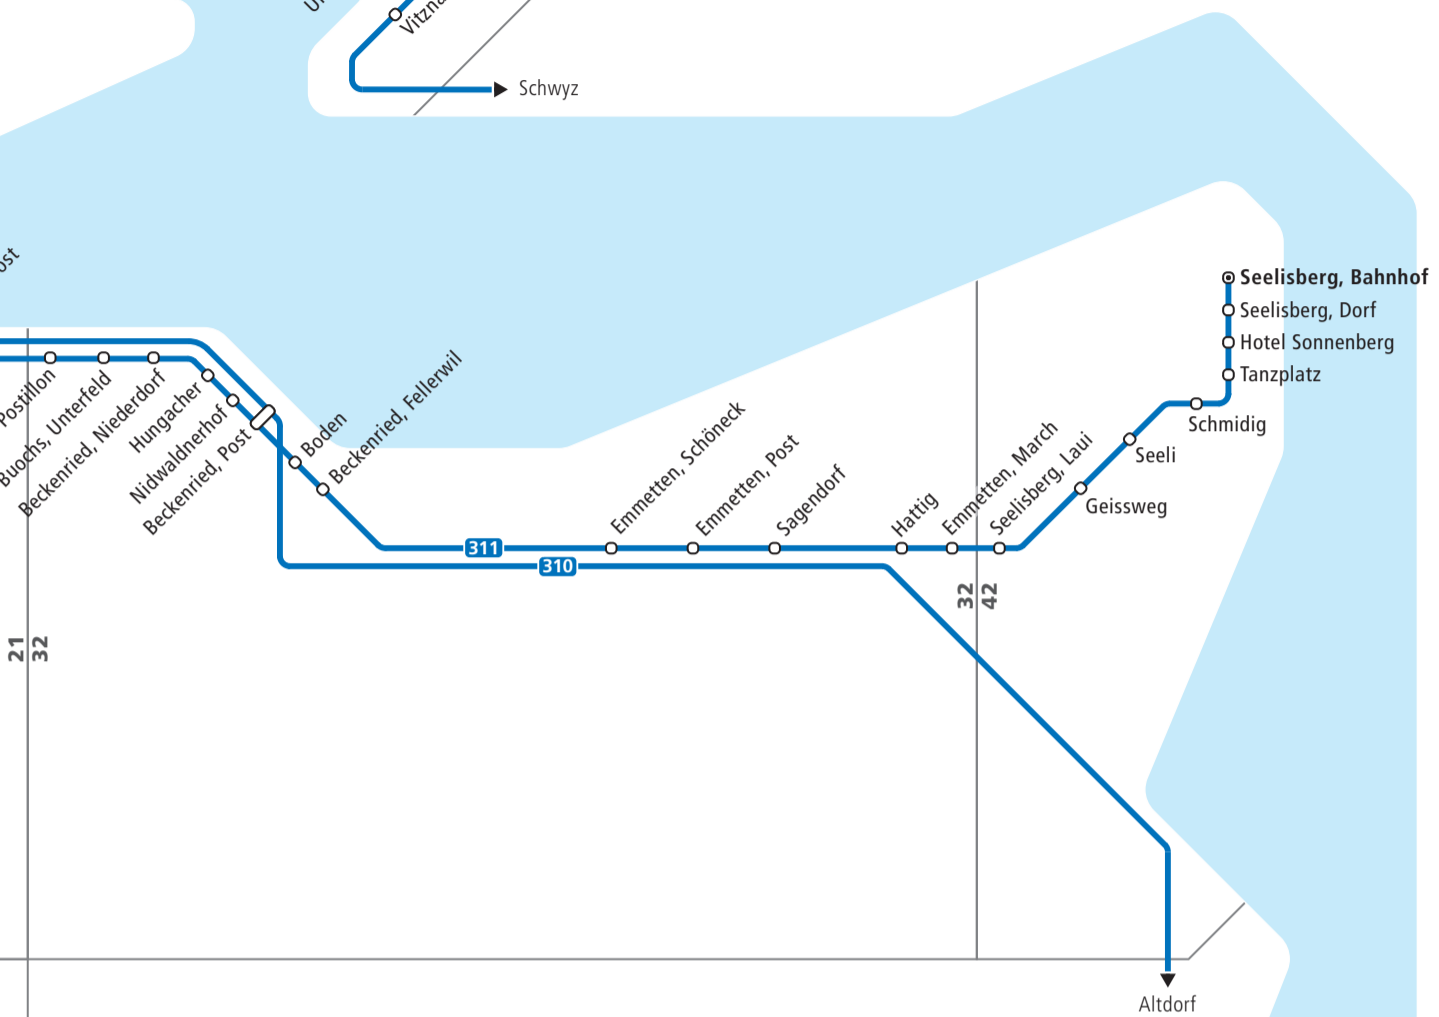 Schwyz
Seelisberg, Bahnhof
Seelisberg, Dorf
Hotel Sonnenberg
Tanzplatz
Schmidig
Seeli
Geissweg
Postillon
Buochs, Unterfeld
Beckenried, Niederdorf
Hungacher
Nidwaldnerhof
Beckenried, Post
Boden
Beckenried, Fellerwil
Emmetten, Schöneck
Emmetten, Post
Sagendorf
Hattig
Emmetten, March
Seelisberg, Laui
311
310
32
42
21
32
Altdorf